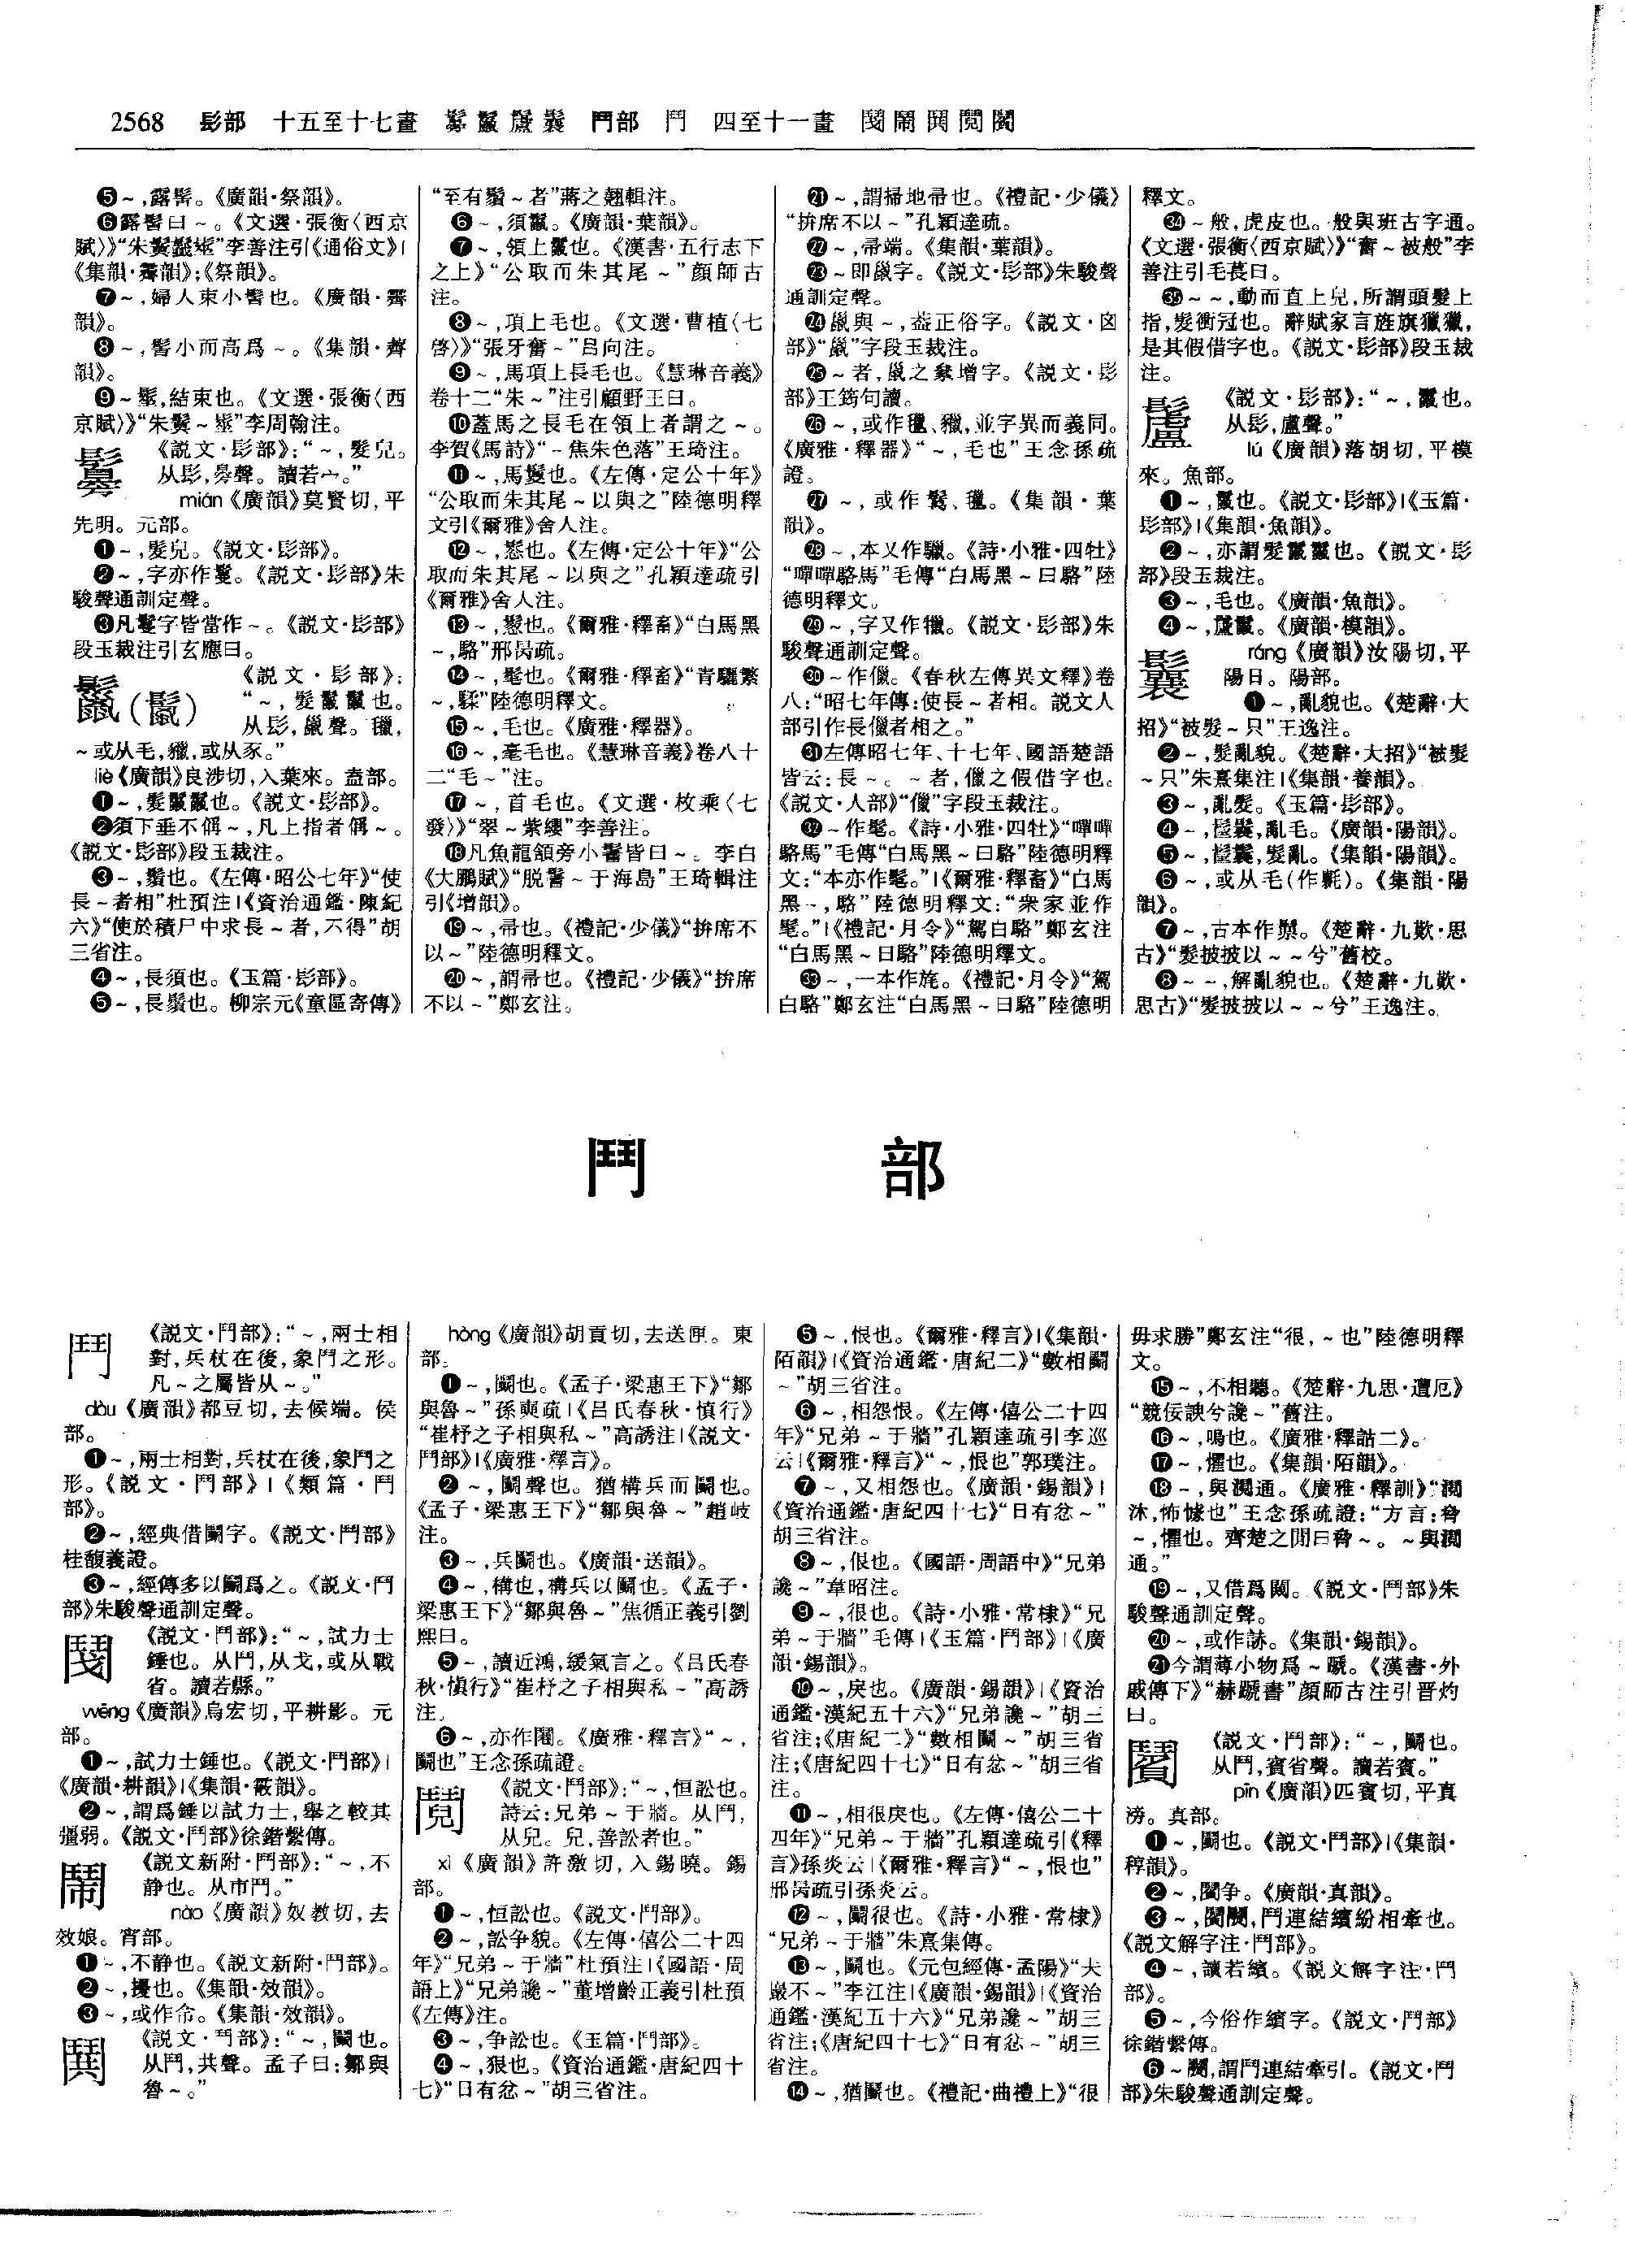 2568 髟部 十五至十七畫 鬤 鬥部 鬥 四至十一畫 鬧鬨鬩鬮
❺～,露髻。《廣韻·祭韻》。
❻露髻曰～。《文選·張衡〈西京
賦〉》“朱鬕”李善注引《通俗文》|
《集韻·霽韻》;《祭韻》。
❼～,婦人束小髻也。《廣韻·霽
韻》。
❽～,髻小而高爲～。《集韻·齊
韻》。
❾～髽,結束也。《文選·張衡〈西
京賦〉》“朱鬕～髽”李周翰注。
《説文·髟部》:“～,髮皃。
从髟,臱聲。讀若宀。”
mián《廣韻》莫賢切,平
先明。元部。
❶～,髮皃。《説文·髟部》。
❷～,字亦作鬘。《説文·髟部》朱
駿聲通訓定聲。
❸凡鬘字皆當作～。《説文·髟部》
段玉裁注引玄應曰。
鬣(鬛)
《説文·髟部》:
“～,髮鬣鬣也。
从髟,巤聲。㲱,
～或从毛,獵,或从豕。”
liè《廣韻》良涉切,入葉來。盍部。
❶～,髮鬣鬣也。《説文·髟部》。
❷須下垂不偁～,凡上指者偁～。
《説文·髟部》段玉裁注。
❸～,鬚也。《左傳·昭公七年》“使
長～者相”杜預注|《資治通鑑·陳紀
六》“使於積尸中求長～者,不得”胡
三省注。
❹～,長須也。《玉篇·髟部》。
❺～,長鬚也。柳宗元《童區寄傳》
“至有鬚～者”蔣之翹輯注。
❻～,須鬣。《廣韻·葉韻》。
❼～,領上鬣也。《漢書·五行志下
之上》“公取而朱其尾～”顔師古
注。
❽～,項上毛也。《文選·曹植〈七
啓〉》“張牙奮～”吕向注。
❾～,馬項上長毛也。《慧琳音義》
卷十二“朱～”注引顧野王曰。
❿蓋馬之長毛在領上者謂之～。
李賀《馬詩》“～焦朱色落”王琦輯注。
⓫～,馬鬉也。《左傳·定公十年》
“公取而朱其尾～以與之”陸德明釋
文引《爾雅》舍人注。
⓬～,鬉也。《左傳·定公十年》“公
取而朱其尾～以與之”孔穎達疏引
《爾雅》舍人注。
⓭～,鬉也。《爾雅·釋畜》“白馬黑
～,駱”邢昺疏。
⓮～,髦也。《爾雅·釋畜》“青驪繁
～,騥”陸德明釋文。
⓯～,毛也。《廣雅·釋器》。
⓰～,毫毛也。《慧琳音義》卷八十
二“毛～”注。
⓱～,首毛也。《文選·枚乘〈七
發〉》“翠～紫纓”李善注。
⓲凡魚龍頷旁小鬐皆曰～。李白
《大鵬賦》“脱鬐～于海島”王琦輯注
引《增韻》。
⓳～,帚也。《禮記·少儀》“拚席不
以～”陸德明釋文。
⓴～,謂帚也。《禮記·少儀》“拚席
不以～”鄭玄注。
㉑～,謂掃地帚也。《禮記·少儀》
“拚席不以～”孔穎達疏。
㉒～,帚端。《集韻·葉韻》。
㉓～即巤字。《説文·髟部》朱駿聲
通訓定聲。
㉔巤與～,葢正俗字。《説文·囟
部》“巤”字段玉裁注。
㉕～者,巤之絫增字。《説文·髟
部》王筠句讀。
㉖～,或作㲱、獵,並字異而義同。
《廣雅·釋器》“～,毛也”王念孫疏
證。
㉗～,或作鬛、㲱。《集韻·葉
韻》。
㉘～,本又作驖。《詩·小雅·四牡》
“嘽嘽駱馬”毛傳“白馬黑～曰駱”陸
德明釋文。
㉙～,字又作犣。《説文·髟部》朱
駿聲通訓定聲。
㉚～作儠。《春秋左傳異文釋》卷
八:“昭七年傳:使長～者相。説文人
部引作長儠者相之。”
㉛左傳昭七年、十七年、國語楚語
皆云:長～。～者,儠之假借字也。
《説文·人部》“儠”字段玉裁注。
㉜～作髦。《詩·小雅·四牡》“嘽嘽
駱馬”毛傳“白馬黑～曰駱”陸德明釋
文:“本亦作髦。”|《爾雅·釋畜》“白馬
黑～,駱”陸德明釋文:“衆家並作
髦。”|《禮記·月令》“駕白駱”鄭玄注
“白馬黑～曰駱”陸德明釋文。
㉝～,一本作旄。《禮記·月令》“駕
白駱”鄭玄注“白馬黑～曰駱”陸德明
釋文。
㉞～般,虎皮也。般與班古字通。
《文選·張衡〈西京賦〉》“奮～被般”李
善注引毛萇曰。
㉟～～,動而直上皃,所謂頭髮上
指,髮衝冠也。辭賦家言旌旗獵獵,
是其假借字也。《説文·髟部》段玉裁
注。
鬛
《説文·髟部》:“～,鬣也。
从髟,盧聲。”
lú《廣韻》落胡切,平模
來。魚部。
❶～,鬣也。《説文·髟部》|《玉篇·
髟部》|《集韻·魚韻》。
❷～,亦謂髮鬣鬣也。《説文·髟
部》段玉裁注。
❸～,毛也。《廣韻·魚韻》。
❹～,鬣。《廣韻·模韻》。
鬤
ráng《廣韻》汝陽切,平
陽日。陽部。
❶～,亂貌也。《楚辭·大
招》“被髮～只”王逸注。
❷～,髮亂貌。《楚辭·大招》“被髮
～只”朱熹集注|《集韻·養韻》。
❸～,亂髮。《玉篇·髟部》。
❹～,鬤,亂毛。《廣韻·陽韻》。
❺～,鬤,髮亂。《集韻·陽韻》。
❻～,或从毛(作氀)。《集韻·陽
韻》。
❼～,古本作鬃。《楚辭·九歎·思
古》“髮披披以～～兮”舊校。
❽～～,解亂貌也。《楚辭·九歎·
思古》“髮披披以～～兮”王逸注。
鬥 部
鬥
《説文·鬥部》:“～,兩士相
對,兵杖在後,象鬥之形。
凡～之屬皆从～。”
dòu《廣韻》都豆切,去候端。侯
部。
❶～,兩士相對,兵杖在後,象鬥之
形。《説文·鬥部》|《類篇·鬥
部》。
❷～,經典借鬭字。《説文·鬥部》
桂馥義證。
❸～,經傳多以鬭爲之。《説文·鬥
部》朱駿聲通訓定聲。
《説文·鬥部》:“～,試力士
錘也。从鬥,从戈,或从戰
省。讀若縣。”
wēng《廣韻》烏宏切,平耕影。元
部。
❶～,試力士錘也。《説文·鬥部》|
《廣韻·耕韻》|《集韻·霰韻》。
❷～,謂爲錘以試力士,舉之較其
彊弱。《説文·鬥部》徐鍇繫傳。
鬧
《説文新附·鬥部》:“～,不
静也。从市鬥。”
nào《廣韻》奴教切,去
效娘。宵部。
❶～,不静也。《説文新附·鬥部》。
❷～,擾也。《集韻·效韻》。
❸～,或作㑋。《集韻·效韻》。
鬨
《説文·鬥部》:“～,鬭也。
从鬥,共聲。孟子曰:鄒與
魯～。”
hòng《廣韻》胡貢切,去送匣。東
部。
❶～,鬭也。《孟子·梁惠王下》“鄒
與魯～”孫奭疏|《吕氏春秋·慎行》
“崔杼之子相與私～”高誘注|《説文·
鬥部》|《廣雅·釋言》。
❷～,鬭聲也。猶構兵而鬭也。
《孟子·梁惠王下》“鄒與魯～”趙岐
注。
❸～,兵鬭也。《廣韻·送韻》。
❹～,構也,構兵以鬭也。《孟子·
梁惠王下》“鄒與魯～”焦循正義引劉
熙曰。
❺～,讀近鴻,緩氣言之。《吕氏春
秋·慎行》“崔杼之子相與私～”高誘
注。
❻～,亦作閧。《廣雅·釋言》“～,
鬭也”王念孫疏證。
鬩
《説文·鬥部》:“～,恒訟也。
詩云:兄弟～于牆。从鬥,
从兒。兒,善訟者也。”
xì《廣韻》許激切,入錫曉。錫
部。
❶～,恒訟也。《説文·鬥部》。
❷～,訟争貌。《左傳·僖公二十四
年》“兄弟～于牆”杜預注|《國語·周
語上》“兄弟讒～”董增齡正義引杜預
《左傳》注。
❸～,争訟也。《玉篇·鬥部》。
❹～,狠也。《資治通鑑·唐紀四十
七》“日有忿～”胡三省注。
❺～,恨也。《爾雅·釋言》|《集韻·
陌韻》|《資治通鑑·唐紀二》“數相鬭
～”胡三省注。
❻～,相怨恨。《左傳·僖公二十四
年》“兄弟～于牆”孔穎達疏引李巡
云|《爾雅·釋言》“～,恨也”郭璞注。
❼～,又相怨也。《廣韻·錫韻》|
《資治通鑑·唐紀四十七》“日有忿～”
胡三省注。
❽～,佷也。《國語·周語中》“兄弟
讒～”韋昭注。
❾～,很也。《詩·小雅·常棣》“兄
弟～于牆”毛傳|《玉篇·鬥部》|《廣
韻·錫韻》。
❿～,戾也。《廣韻·錫韻》|《資治
通鑑·漢紀五十六》“兄弟讒～”胡三
省注;《唐紀二》“數相鬭～”胡三省
注;《唐紀四十七》“日有忿～”胡三省
注。
⓫～,相很戾也。《左傳·僖公二十
四年》“兄弟～于牆”孔穎達疏引《釋
言》孫炎云|《爾雅·釋言》“～,恨也”
邢昺疏引孫炎云。
⓬～,鬭很也。《詩·小雅·常棣》
“兄弟～于牆”朱熹集傳。
⓭～,鬭也。《元包經傳·孟陽》“大
嚴不～”李江注|《廣韻·錫韻》|《資治
通鑑·漢紀五十六》“兄弟讒～”胡三
省注;《唐紀四十七》“日有忿～”胡三
省注。
⓮～,猶鬭也。《禮記·曲禮上》“很
毋求勝”鄭玄注“很,～也”陸德明釋
文。
⓯～,不相聽。《楚辭·九思·遭厄》
“競佞諛兮讒～”舊注。
⓰～,鳴也。《廣雅·釋詁二》。
⓱～,懼也。《集韻·陌韻》。
⓲～,與潤通。《廣雅·釋訓》“潤
沭,怖懅也”王念孫疏證:“方言:脅
～,懼也。齊楚之閒曰脅～。～與潤
通。”
⓳～,又借爲鬮。《説文·鬥部》朱
駿聲通訓定聲。
⓴～,或作䛄。《集韻·錫韻》。
㉑今謂薄小物爲～蹏。《漢書·外
戚傳下》“赫蹏書”顔師古注引晋灼
曰。
《説文·鬥部》:“～,鬭也。
从鬥,賓省聲。讀若賓。”
pīn《廣韻》匹賓切,平真
滂。真部。
❶～,鬭也。《説文·鬥部》|《集韻·
稕韻》。
❷～,鬭争。《廣韻·真韻》。
❸～,鬥連結繽紛相牽也。
《説文解字注·鬥部》。
❹～,讀若繽。《説文解字注·鬥
部》。
❺～,今俗作繽字。《説文·鬥部》
徐鍇繫傳。
❻～,謂鬥連結牽引。《説文·鬥
部》朱駿聲通訓定聲。